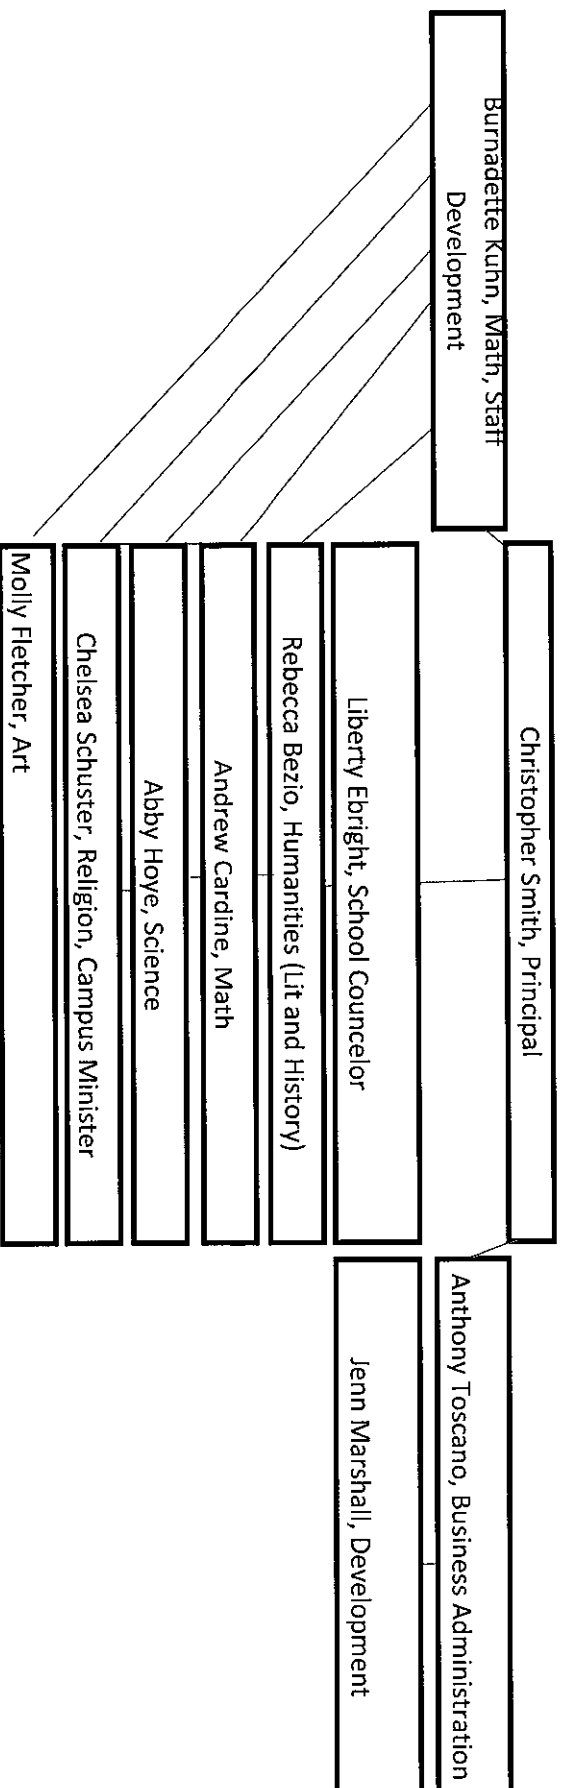 Christopher Smith, Principal
Burnadette Kuhn, Math, Staff
Development
Anthony Toscano, Business Administration
Liberty Ebright, School Councelor
Jenn Marshall, Development
Rebecca Bezio, Humanities (Lit and History)
Andrew Cardine, Math
Abby Hoye, Science
Chelsea Schuster, Religion, Campus Minister
Molly Fletcher, Art